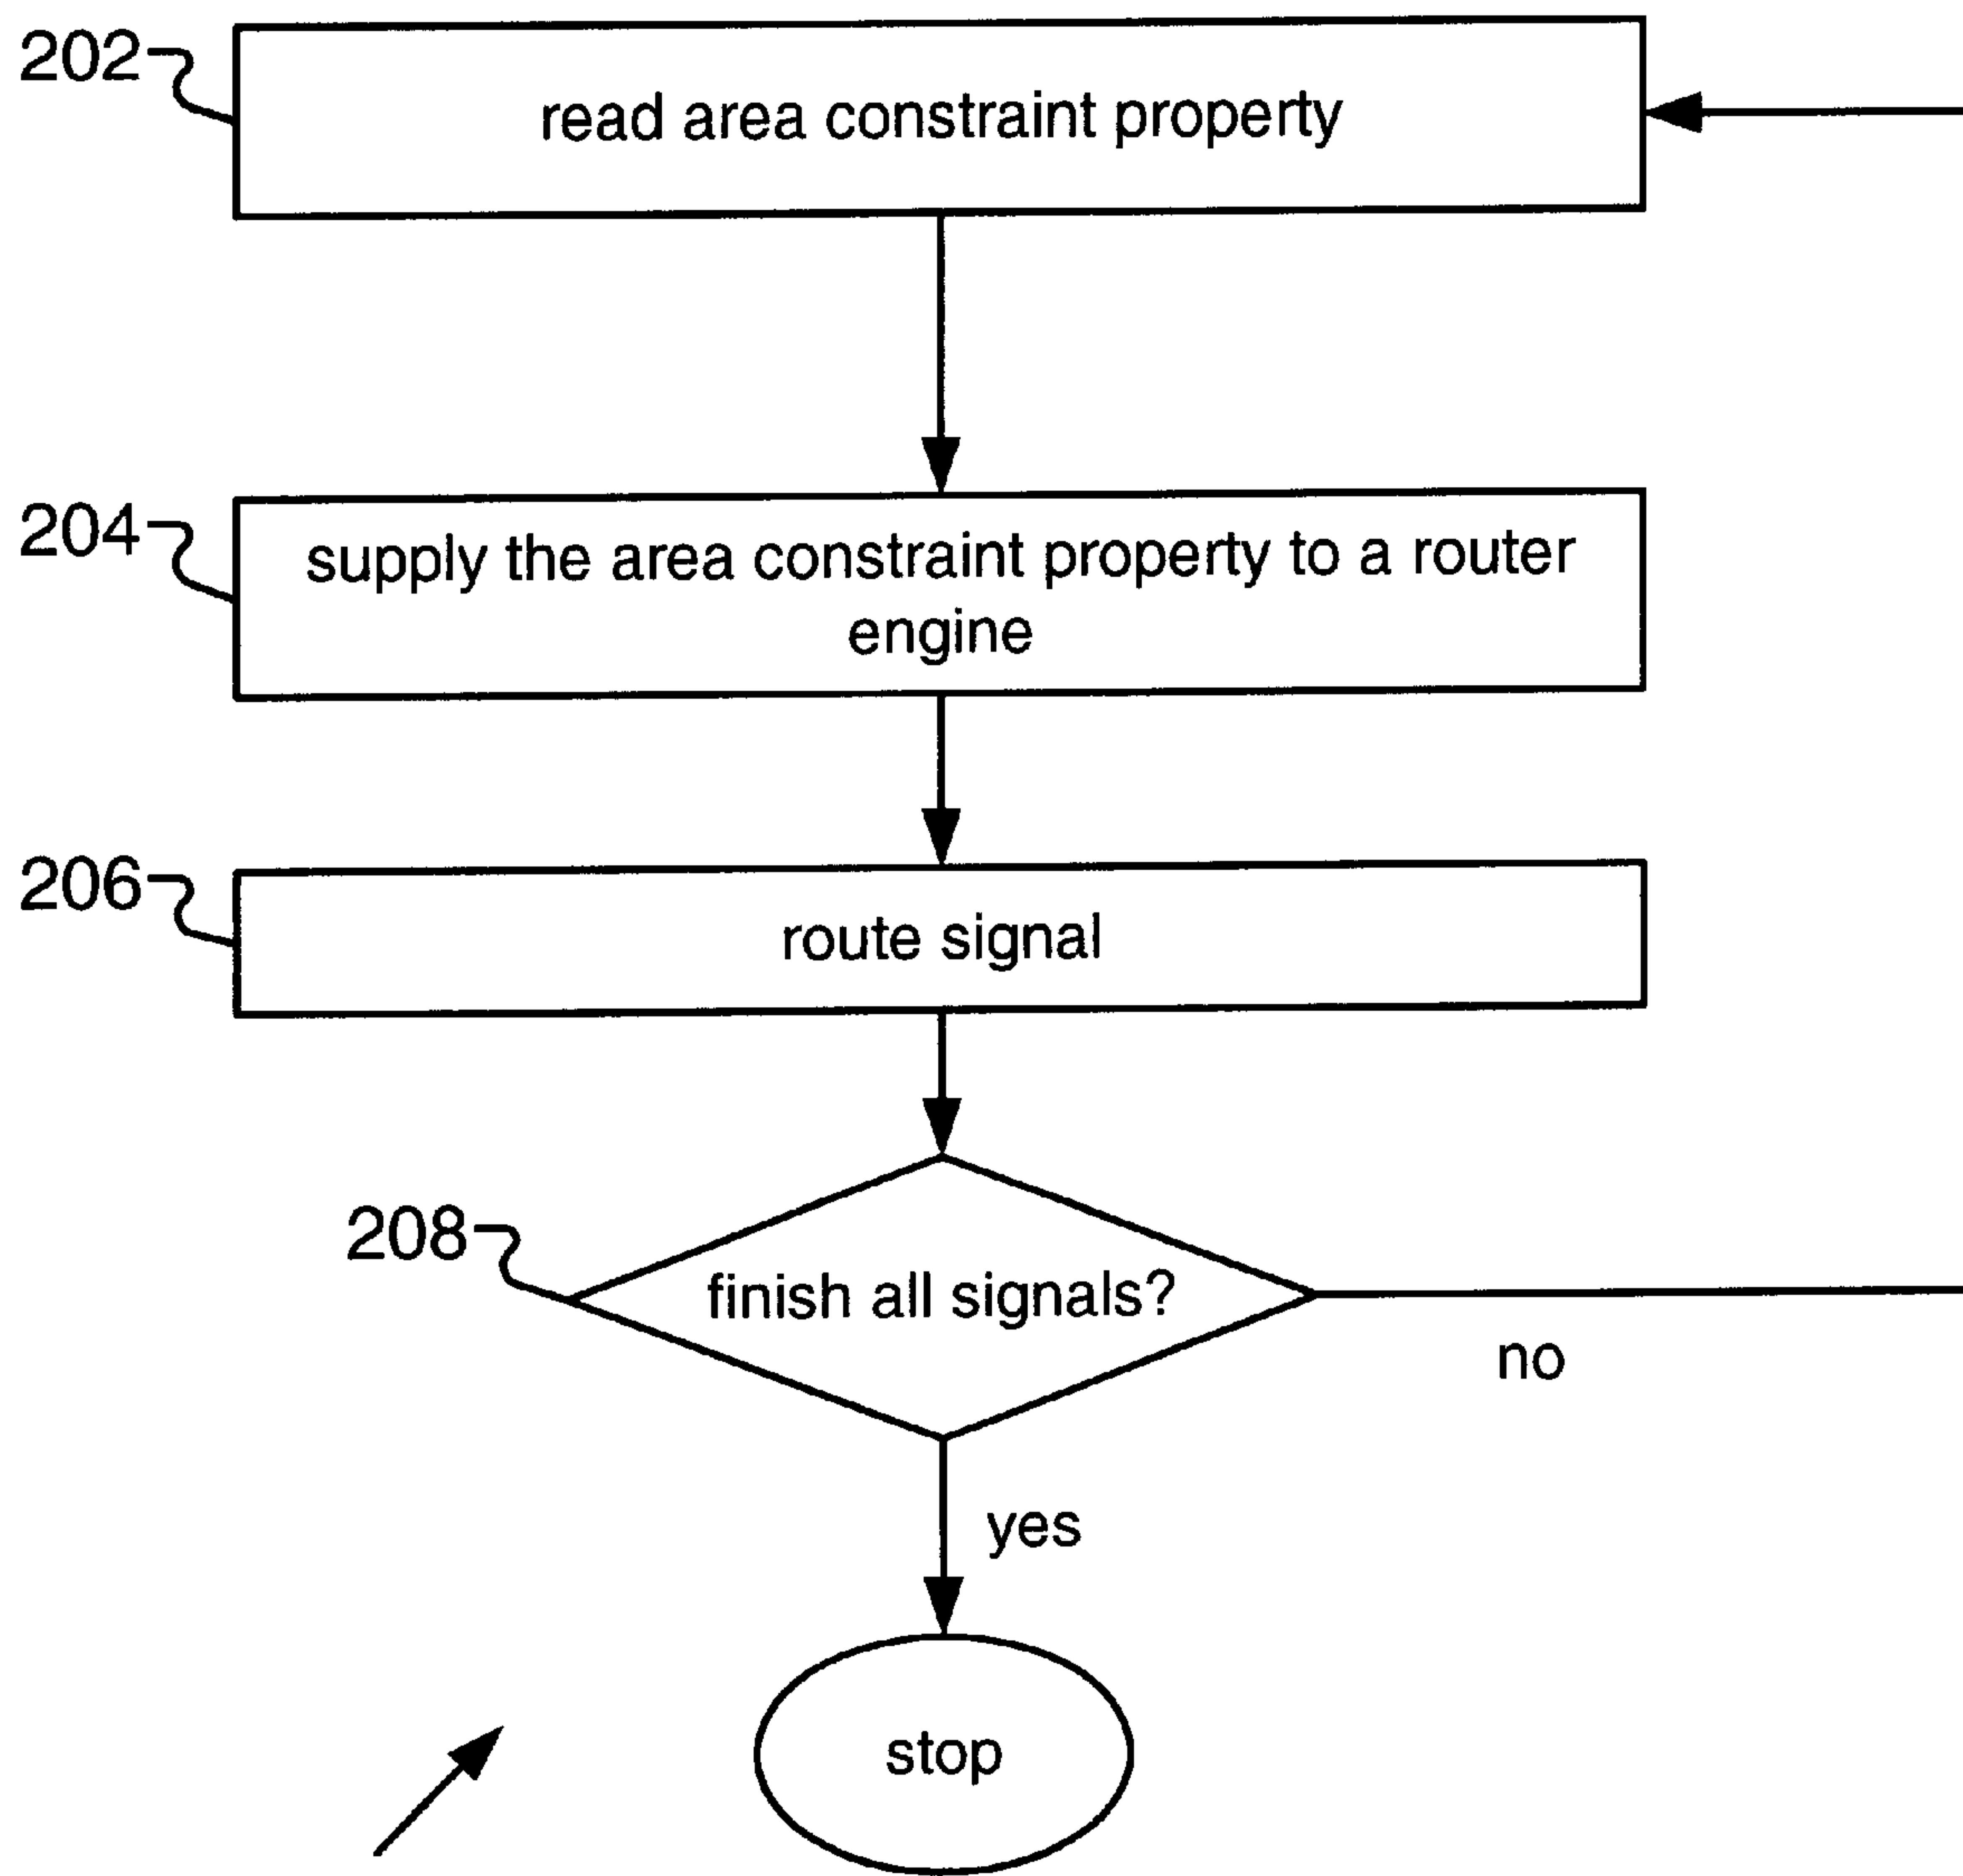 202
read area constraint property
204
supply the area constraint property to a router
engine
206
route signal
208
finish all signals?
no
yes
stop